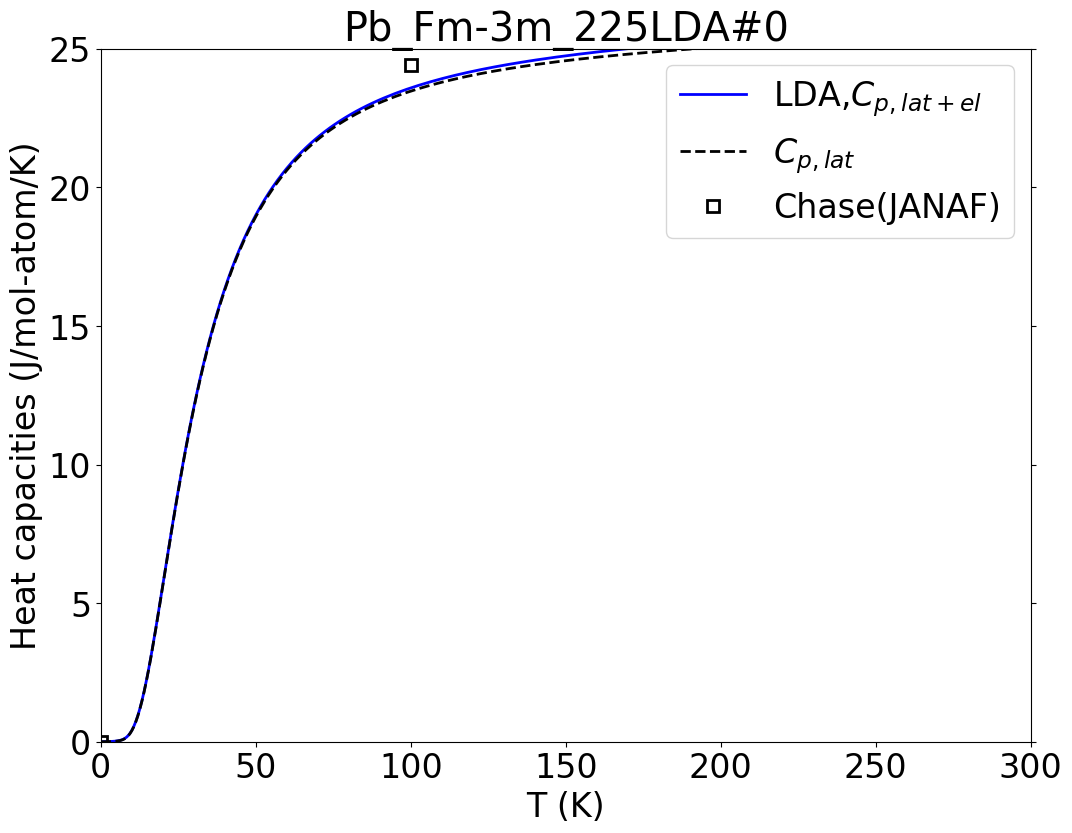 Pb_Fm-3m_225LDA#0
25
20
15
10
5
0
Heat capacities (J/mol-atom/K)
LDA,C_{p, lat+el}
C_{p, lat}
Chase(JANAF)
0 50 100 150 200 250 300
T (K)